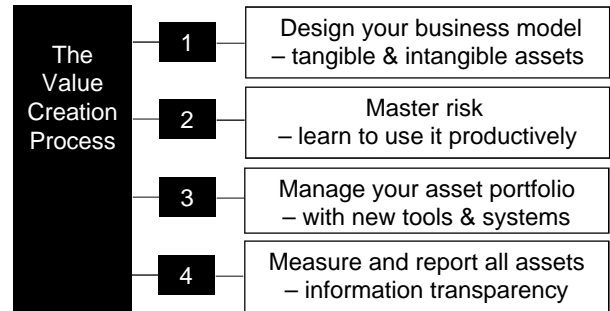 The
Value
Creation
Process
1
Design your business model
– tangible & intangible assets
2
Master risk
– learn to use it productively
3
Manage your asset portfolio
– with new tools & systems
4
Measure and report all assets
– information transparency